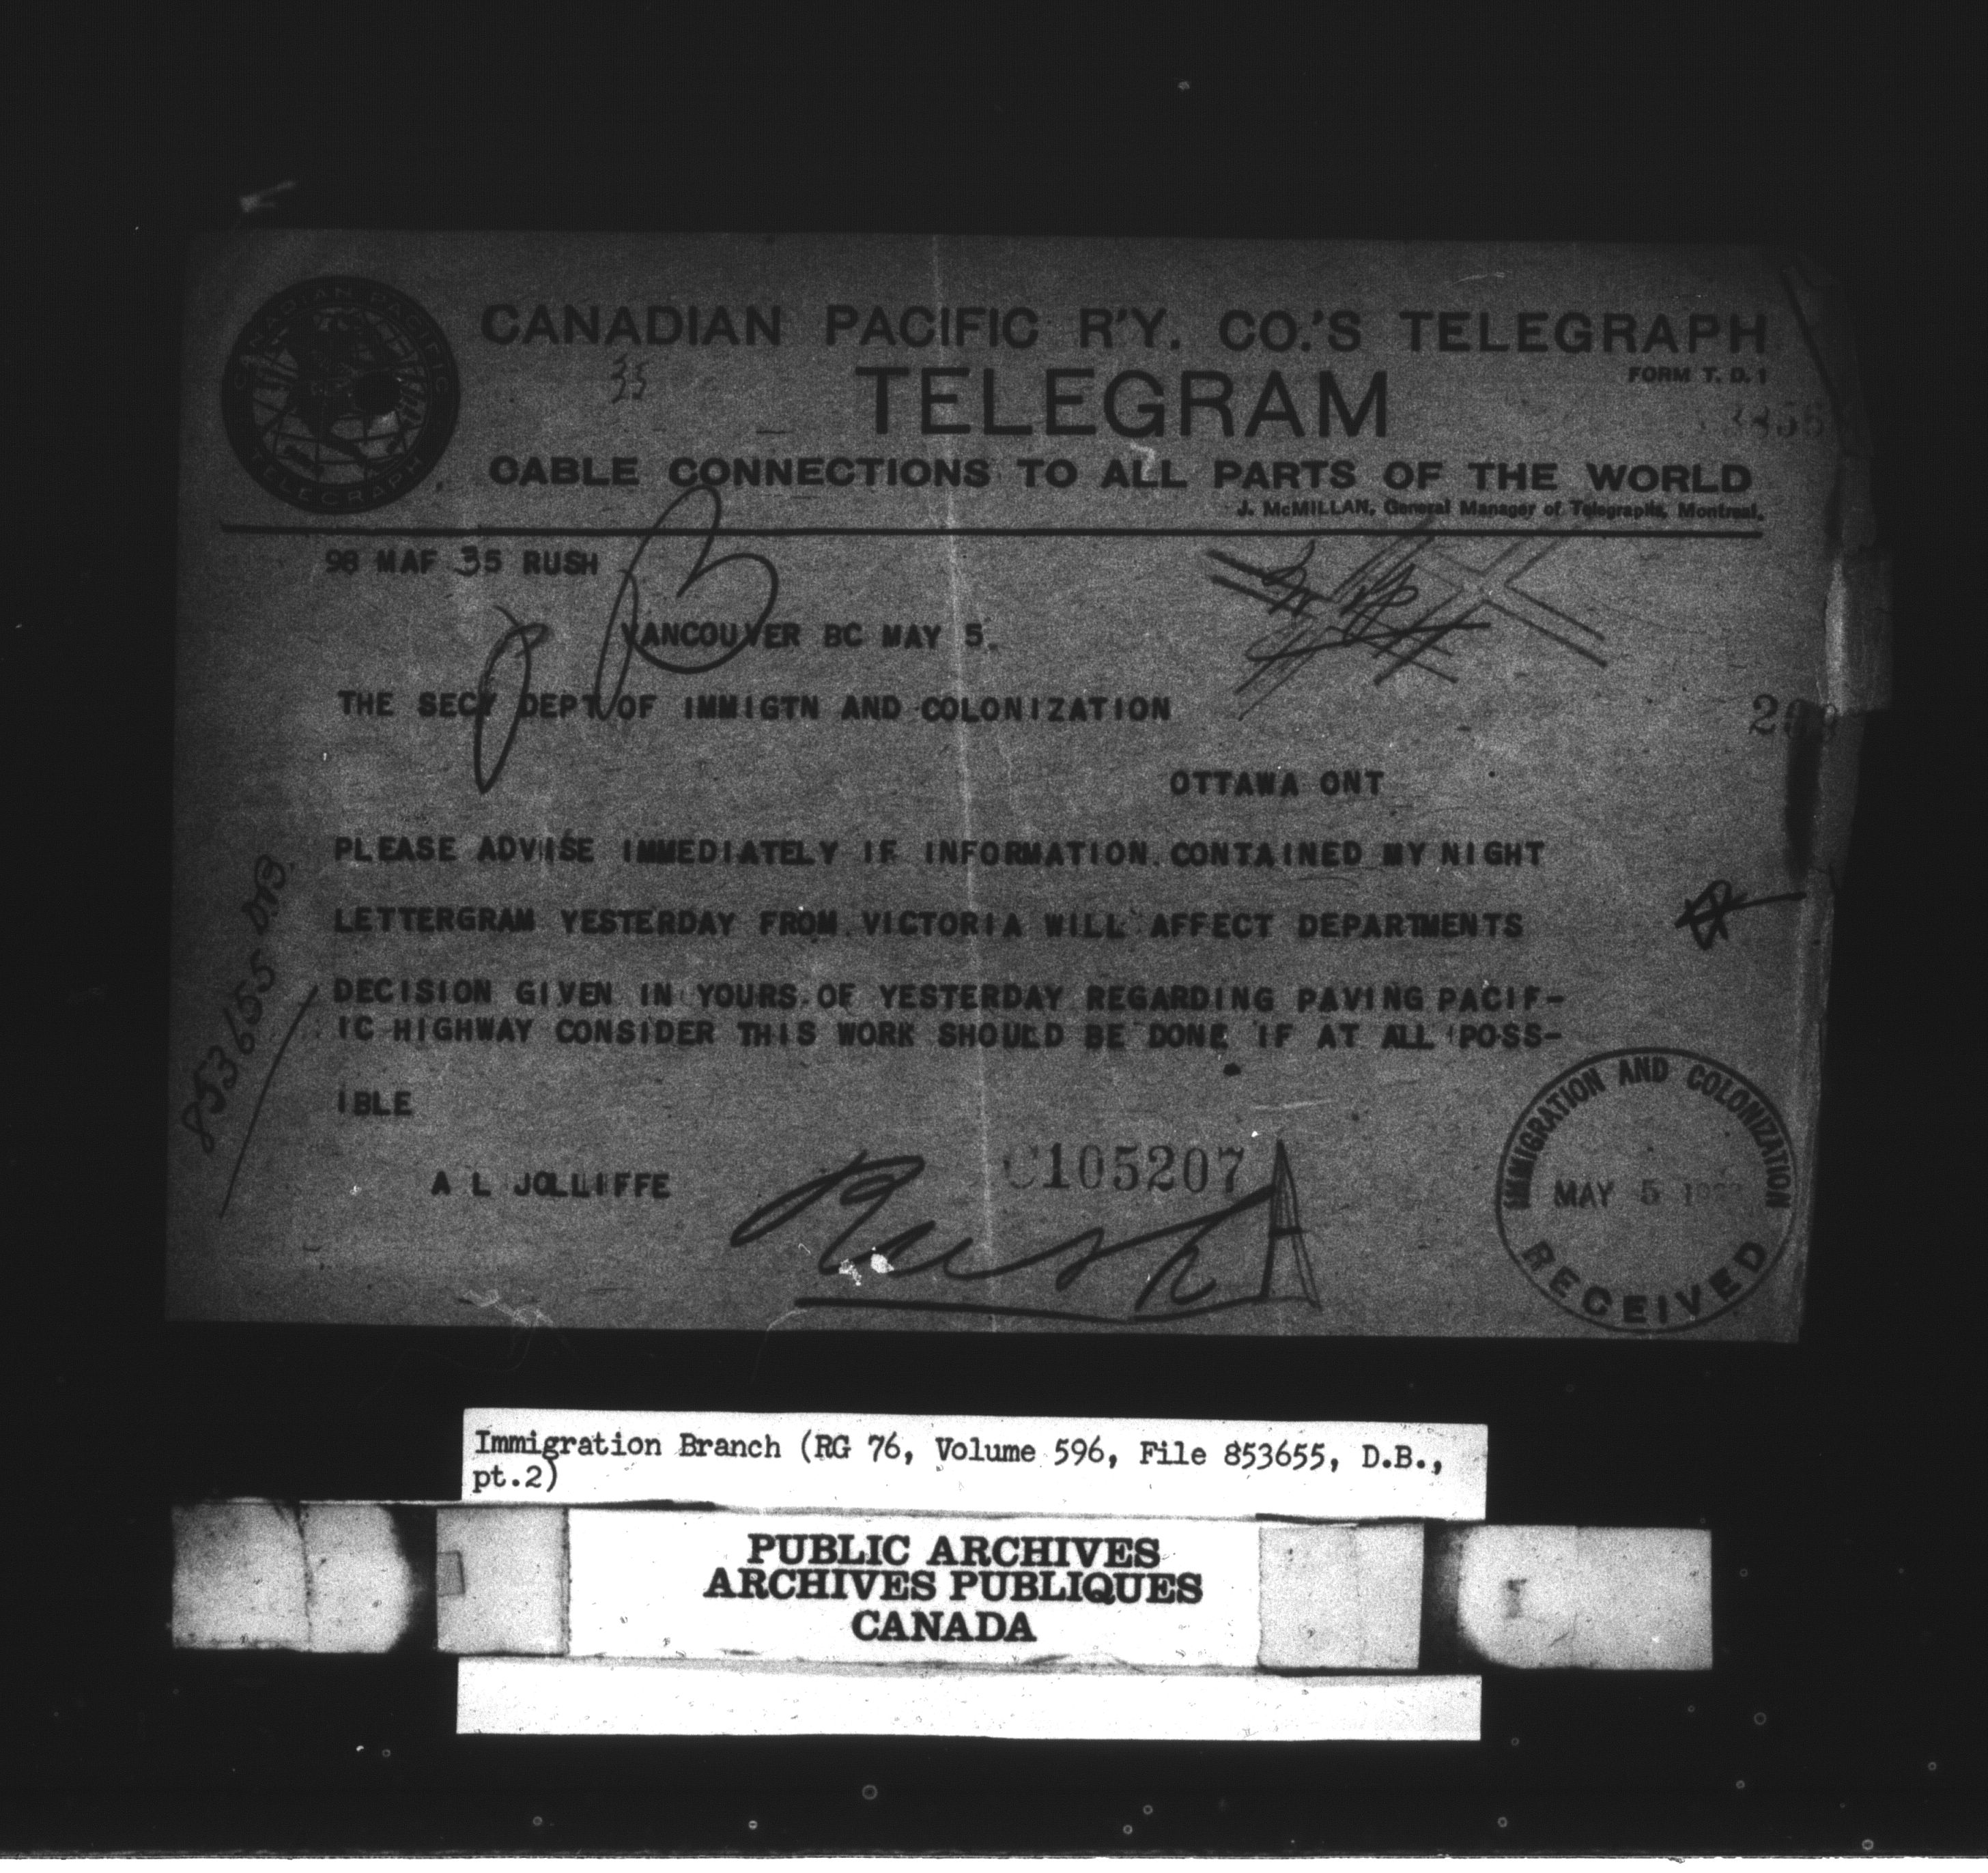 CANADIAN PACIFIC
TELEGRAPH
CANADIAN PACIFIC R'Y. CO.'S TELEGRAPH
FORM T. D. 1
35
TELEGRAM
CABLE CONNECTIONS TO ALL PARTS OF THE WORLD
J. McMILLAN, General Manager of Telegraphs, Montreal.
98 MAF 35 RUSH
VANCOUVER BC MAY 5.
THE SECY DEPT OF IMMIGTN AND COLONIZATION
OTTAWA ONT
PLEASE ADVISE IMMEDIATELY IF INFORMATION CONTAINED MY NIGHT
LETTERGRAM YESTERDAY FROM VICTORIA WILL AFFECT DEPARTMENTS
DECISION GIVEN IN YOURS OF YESTERDAY REGARDING PAVING PACIF-
IC HIGHWAY CONSIDER THIS WORK SHOULD BE DONE IF AT ALL POSS-
IBLE
A L JOLLIFFE
853655 D.B.
C105207
Rush
IMMIGRATION AND COLONIZATION
MAY 5
RECEIVED
Immigration Branch (RG 76, Volume 596, File 853655, D.B.,
pt.2)
PUBLIC ARCHIVES
ARCHIVES PUBLIQUES
CANADA